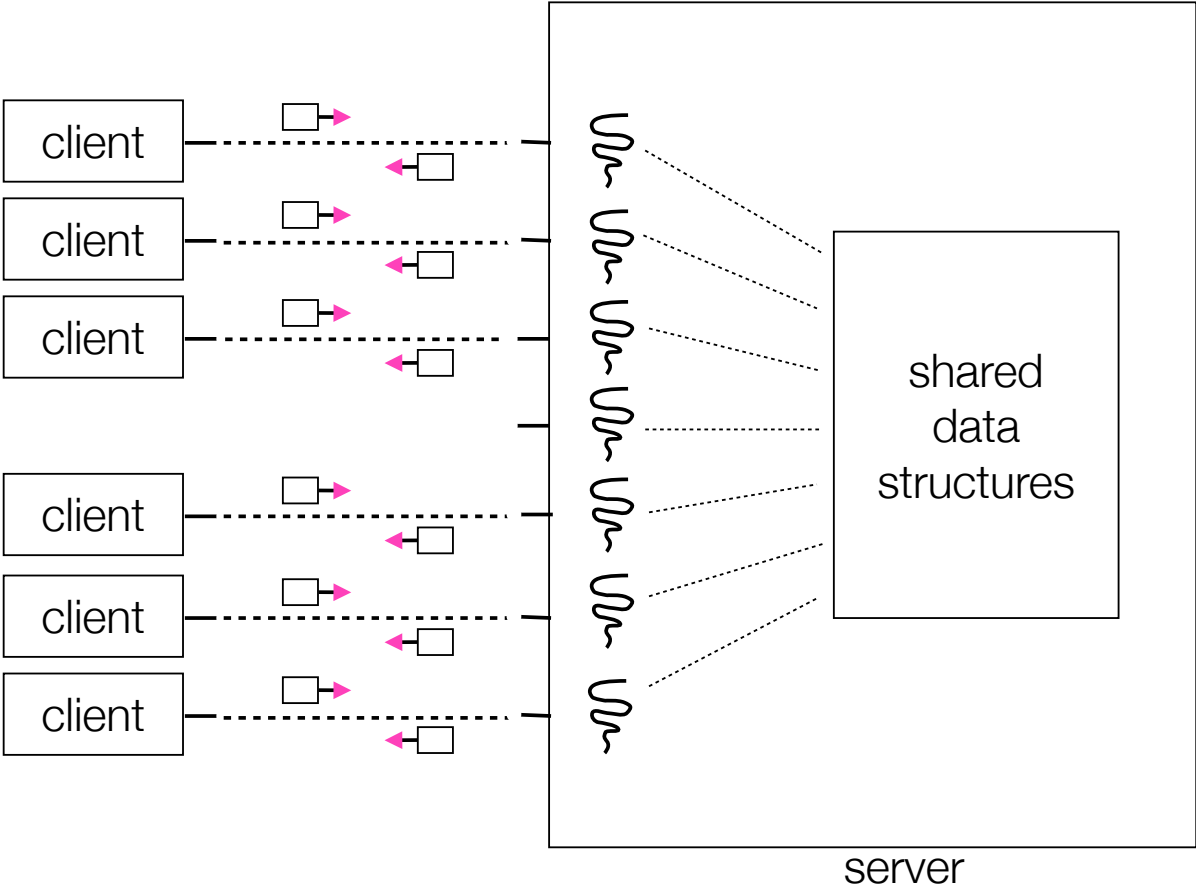 client
client
client
client
client
client
shared
data
structures
server